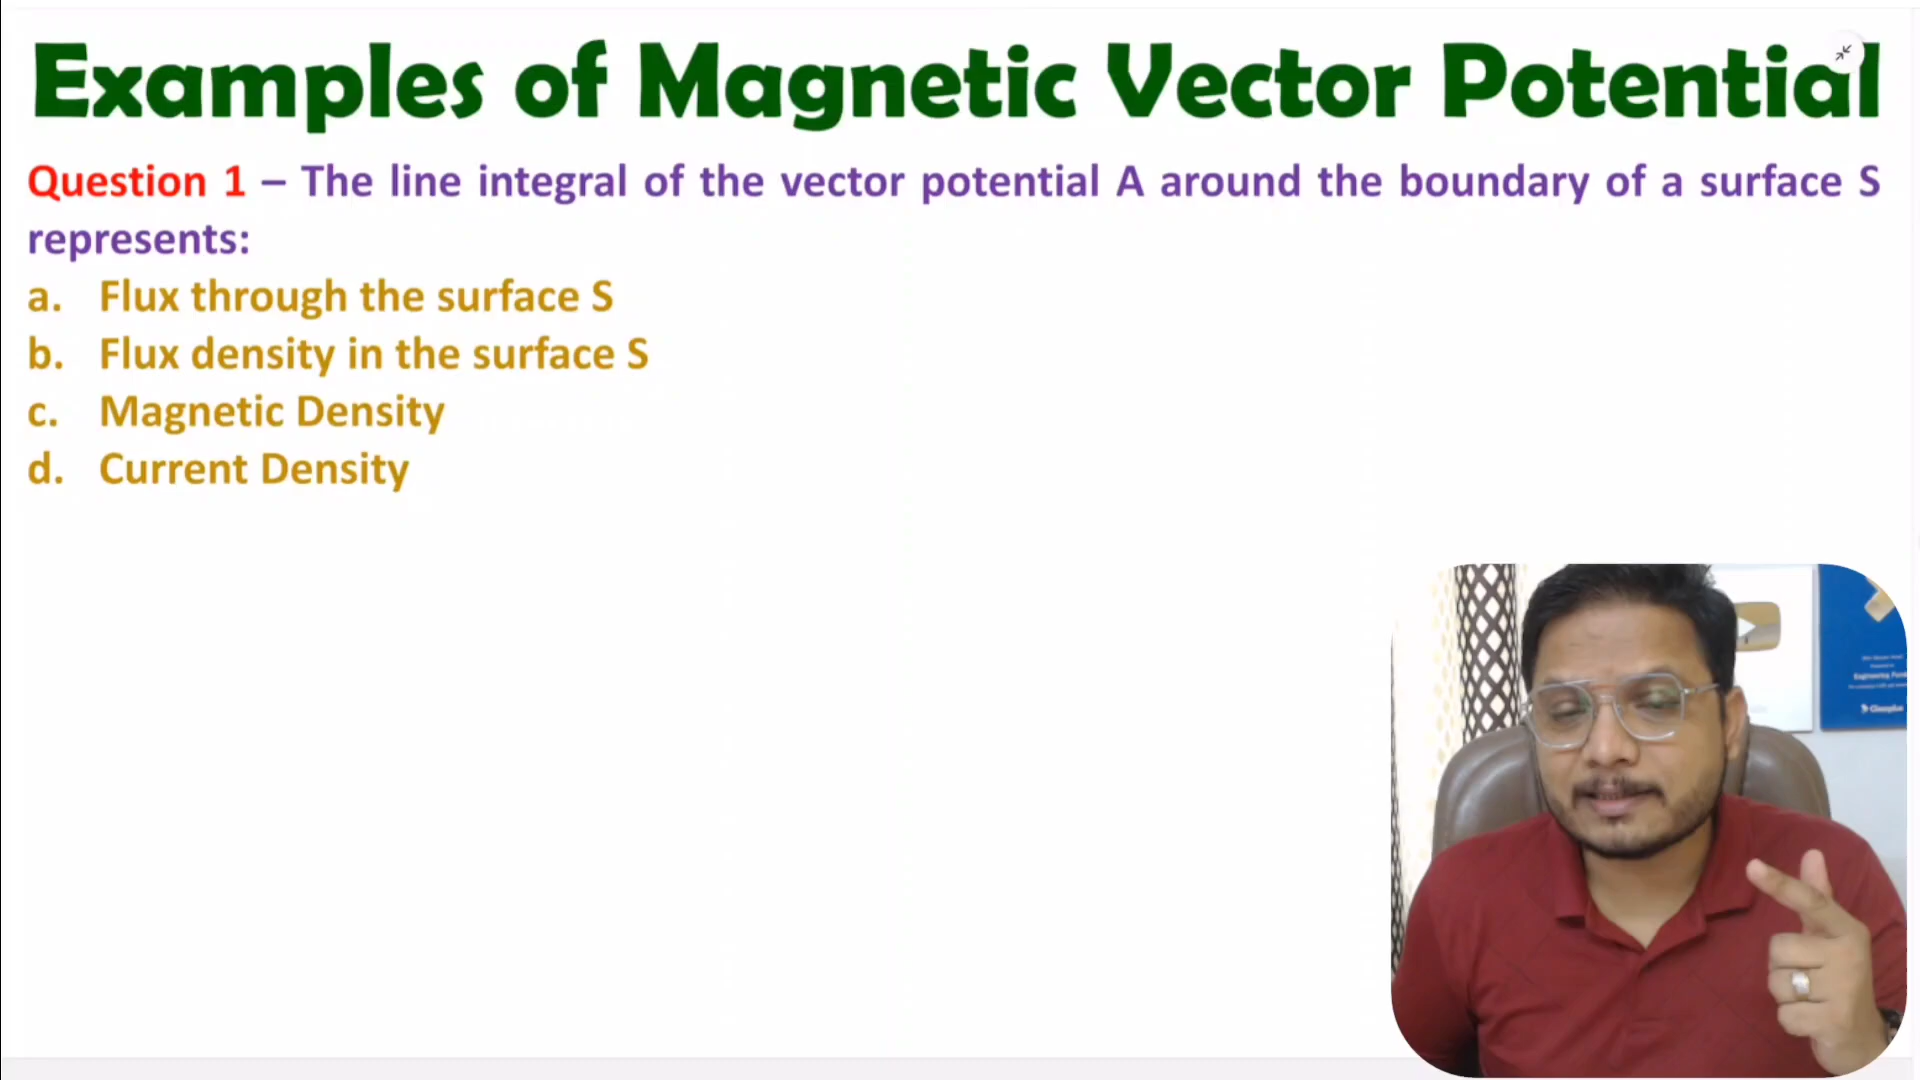 Examples of Magnetic Vector Potential
Question 1 – The line integral of the vector potential A around the boundary of a surface S
represents:
a. Flux through the surface S
b. Flux density in the surface S
c. Magnetic Density
d. Current Density